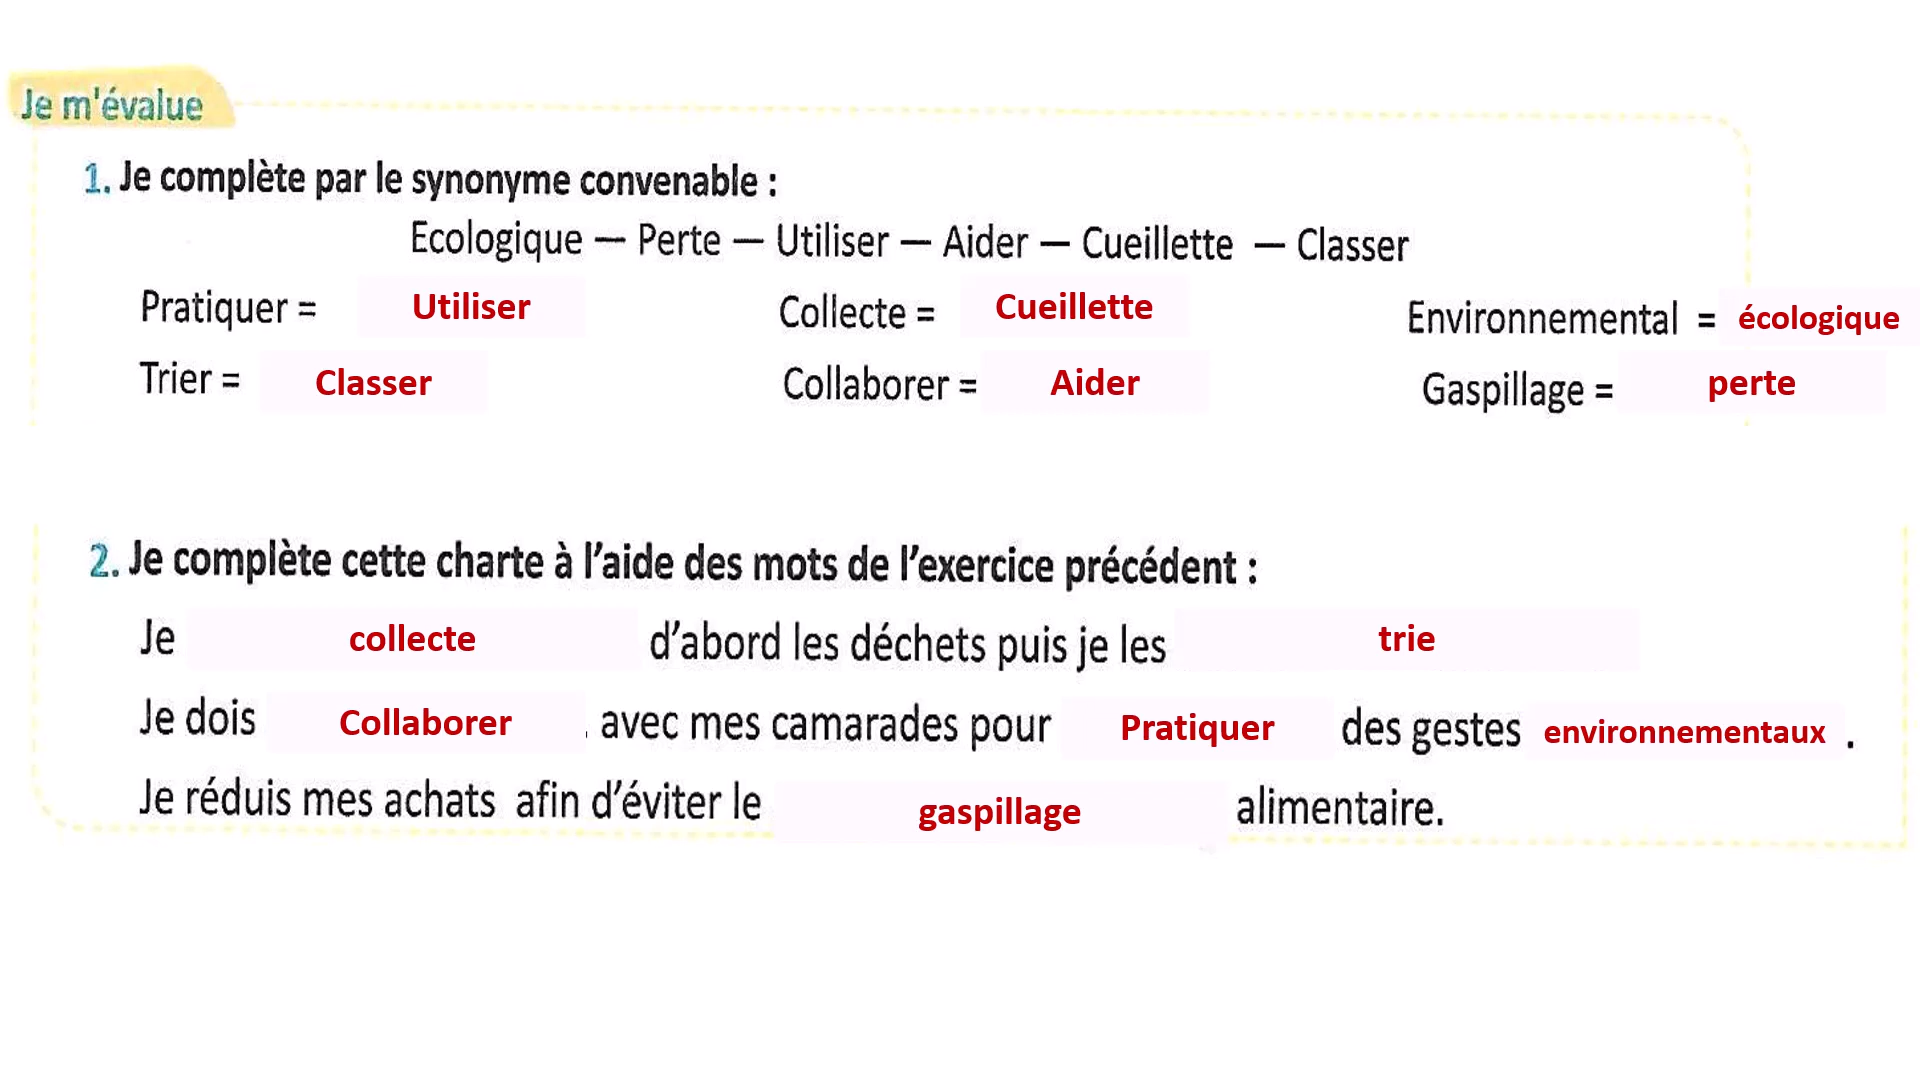 Je m'évalue
1. Je complète par le synonyme convenable :
Ecologique — Perte — Utiliser — Aider — Cueillette — Classer
Pratiquer = Utiliser Collecte = Cueillette Environnemental = écologique
Trier = Classer Collaborer = Aider Gaspillage = perte
2. Je complète cette charte à l'aide des mots de l'exercice précédent :
Je collecte d'abord les déchets puis je les trie
Je dois Collaborer . avec mes camarades pour Pratiquer des gestes environnementaux .
Je réduis mes achats afin d'éviter le gaspillage alimentaire.